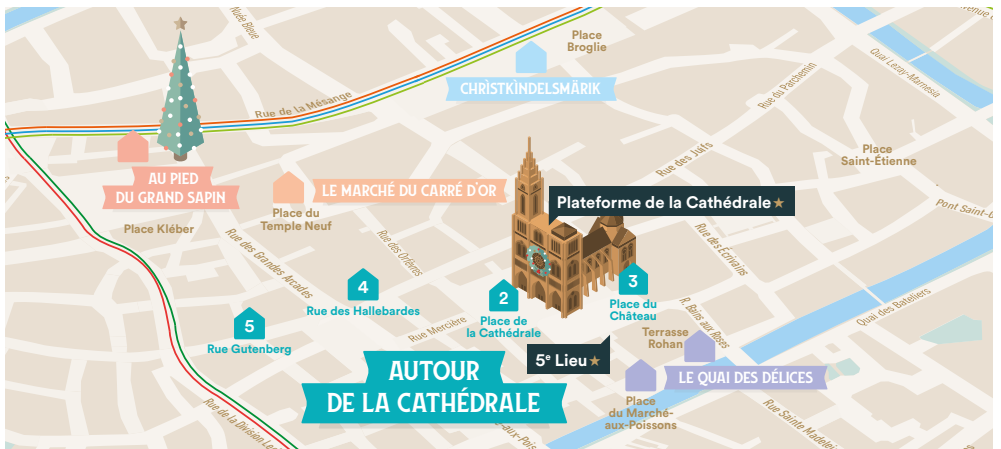 Place
Broglie
CHRISTKINDELSMÄRIK
Quai Lezay-Marnesia
Rue de la Mésange
Rue du Parchemin
Rue des Juifs
Place
Saint-Étienne
AU PIED
DU GRAND SAPIN
LE MARCHÉ DU CARRÉ D'OR
Plateforme de la Cathédrale
Pont Saint-G
Place Kléber
Place du
Temple Neuf
Rue des Orfèvres
Rue des Écrivains
Rue des Grandes Arcades
4
Rue des Hallebardes
2
Place de
la Cathédrale
3
Place du
Château
Quai des Bateliers
R. Bains aux Roses
5
Rue Gutenberg
Rue Mercière
Terrasse
Rohan
5e Lieu
AUTOUR
DE LA CATHÉDRALE
LE QUAI DES DÉLICES
Place
du Marché-
aux-Poissons
Rue de la Division Lec
-aux-Pois
Rue Sainte Madelei